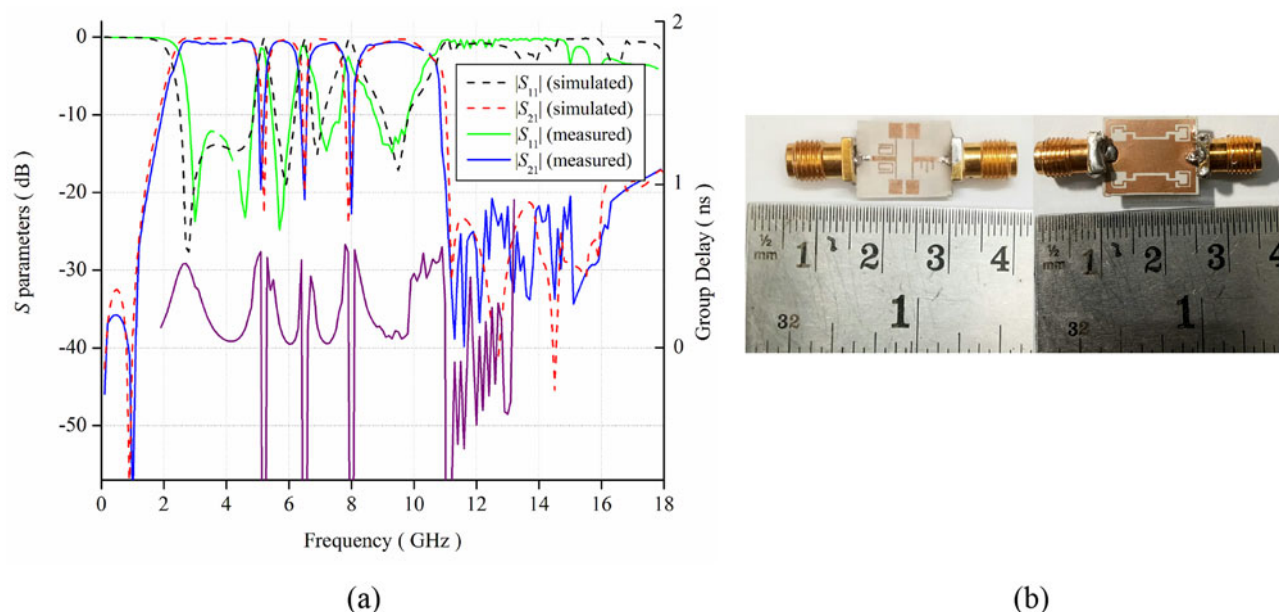 2
0
-10
-20
-30
-40
-50
S parameters ( dB)
|S11| (simulated)
|S21| (simulated)
|S11| (measured)
|S21| (measured)
1
0
Group Delay ( ns)
0 2 4 6 8 10 12 14 16 18
Frequency ( GHz )
½ mm 1 2 3 4
32 1
½ mm 1 2 3 4
32 1
(a)
(b)